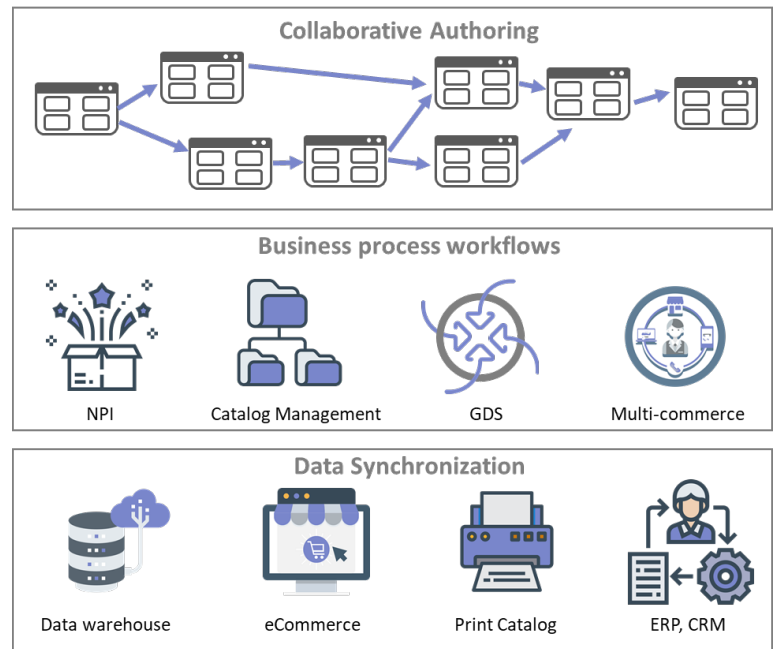 Collaborative Authoring
Business process workflows
NPI
Catalog Management
GDS
Multi-commerce
Data Synchronization
Data warehouse
eCommerce
Print Catalog
ERP, CRM